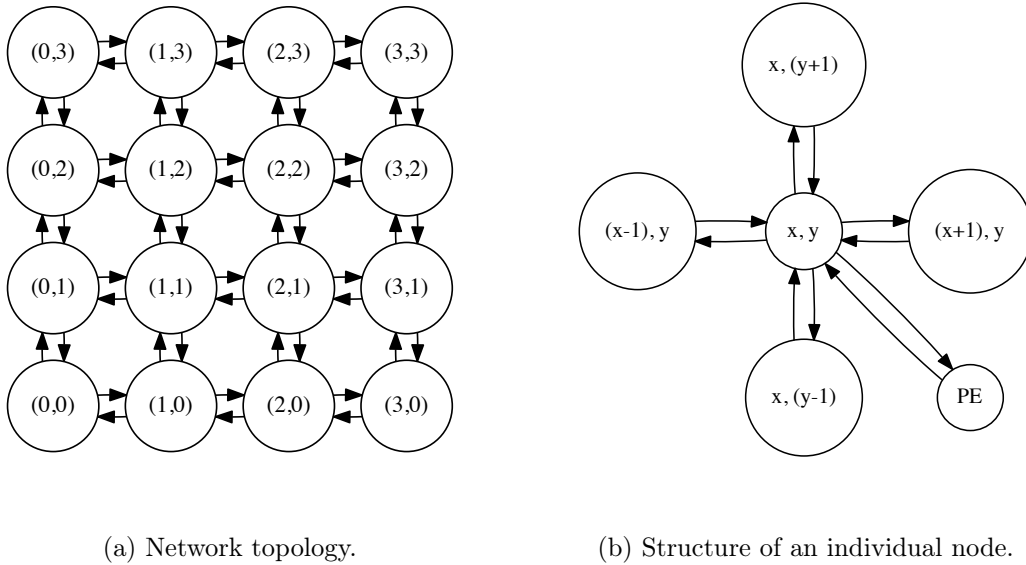 (0,3) (1,3) (2,3) (3,3)
(0,2) (1,2) (2,2) (3,2)
(0,1) (1,1) (2,1) (3,1)
(0,0) (1,0) (2,0) (3,0)
(a) Network topology.
x, (y+1)
(x-1), y x, y (x+1), y
x, (y-1) PE
(b) Structure of an individual node.